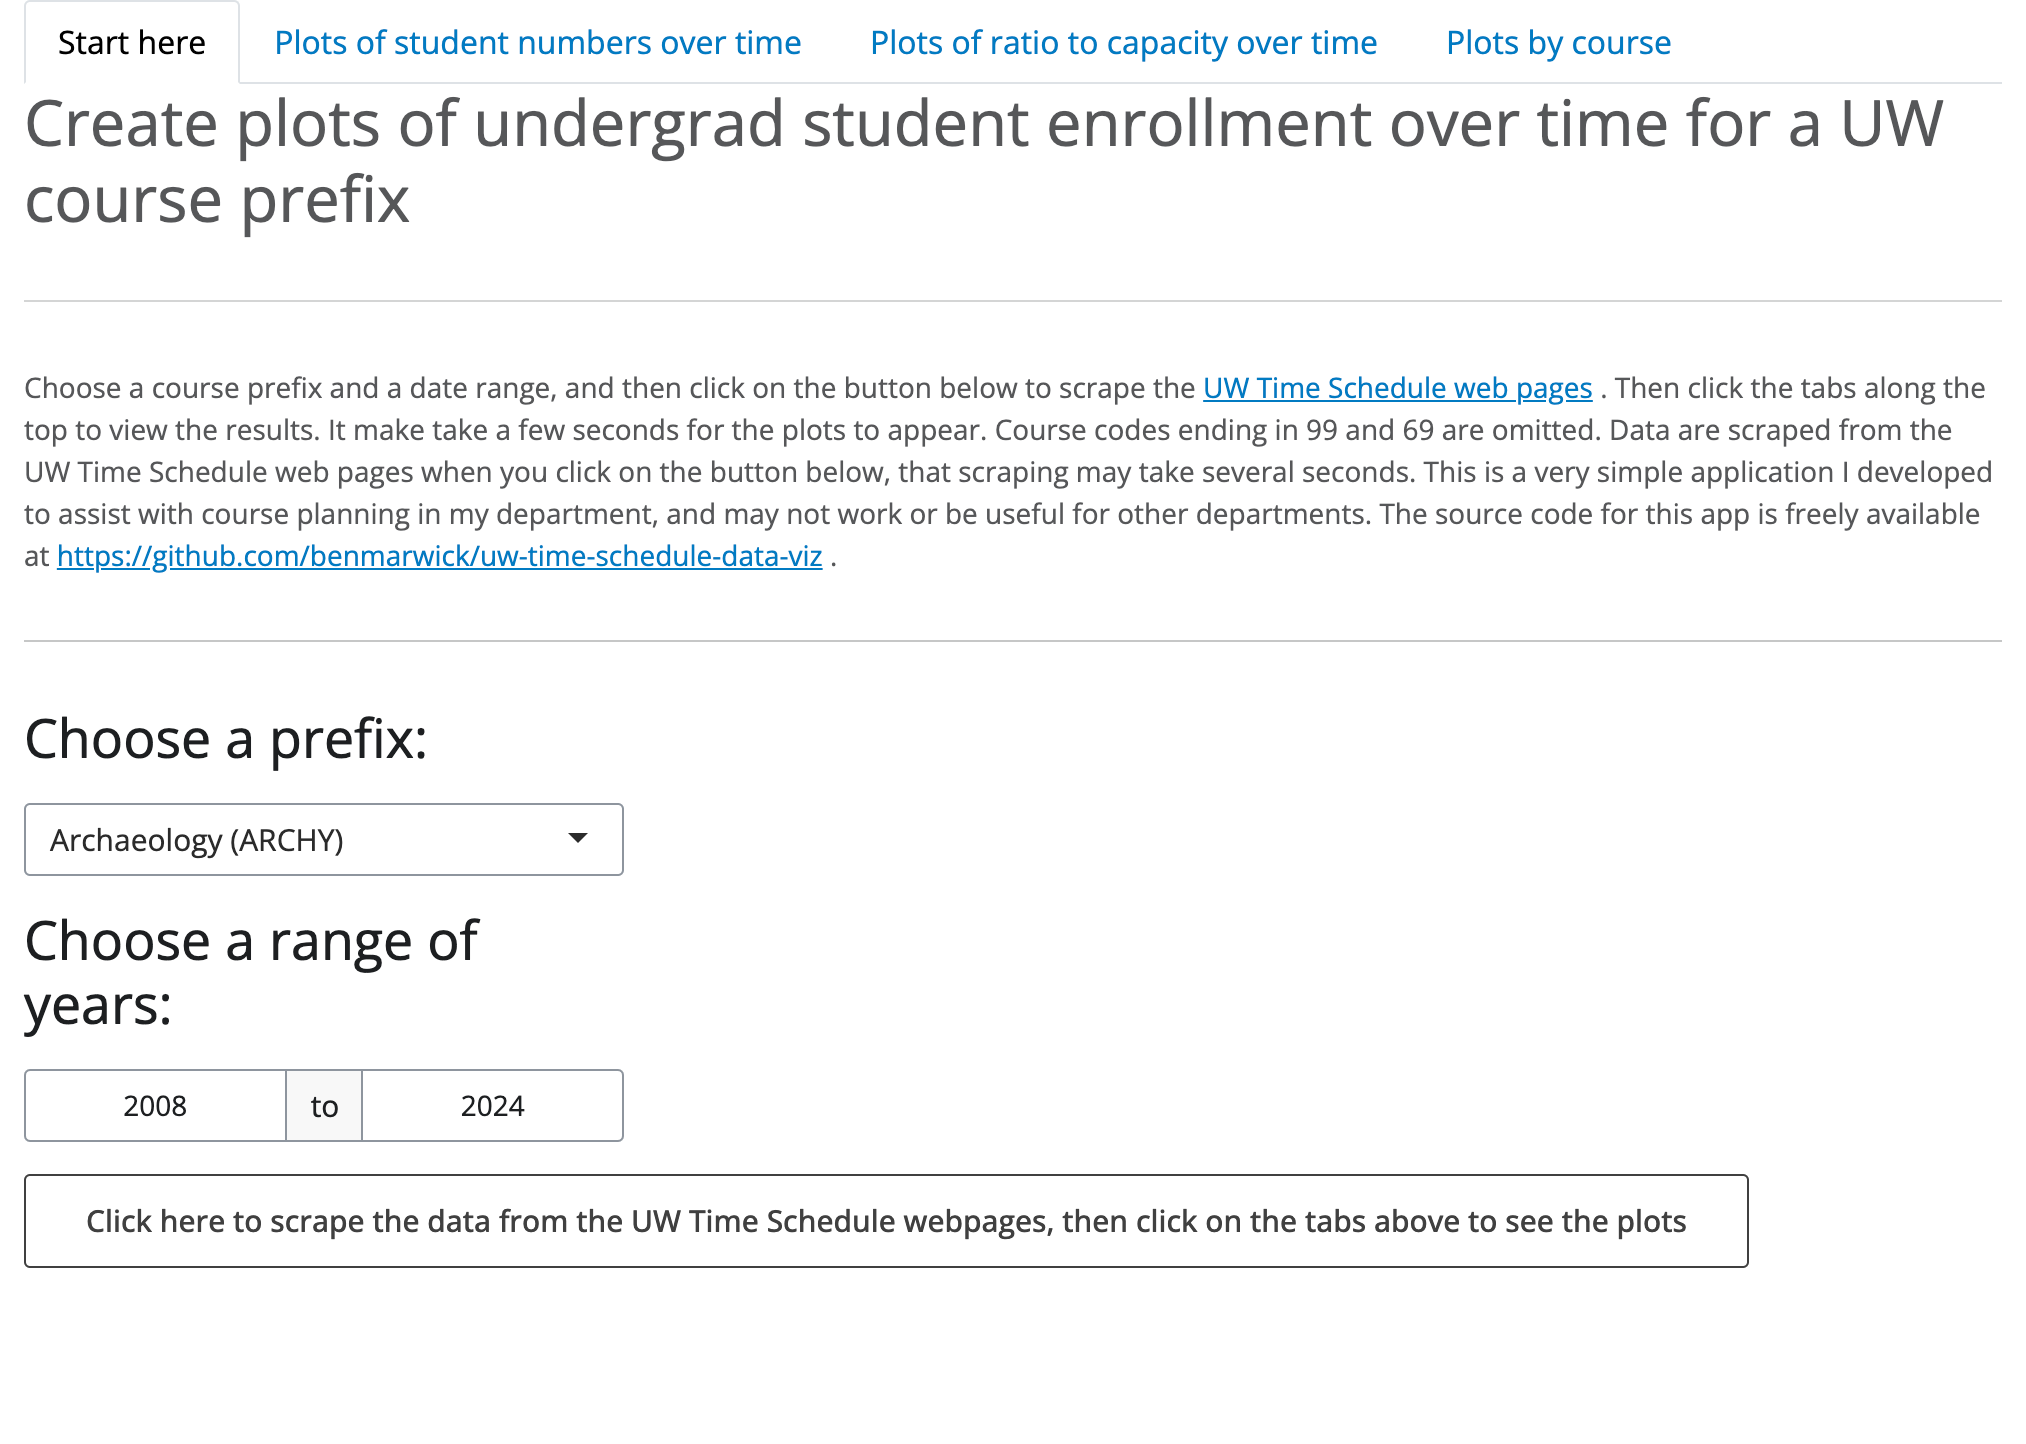 Start here
Plots of student numbers over time
Plots of ratio to capacity over time
Plots by course
Create plots of undergrad student enrollment over time for a UW
course prefix
Choose a course prefix and a date range, and then click on the button below to scrape the UW Time Schedule web pages . Then click the tabs along the
top to view the results. It make take a few seconds for the plots to appear. Course codes ending in 99 and 69 are omitted. Data are scraped from the
UW Time Schedule web pages when you click on the button below, that scraping may take several seconds. This is a very simple application I developed
to assist with course planning in my department, and may not work or be useful for other departments. The source code for this app is freely available
at https://github.com/benmarwick/uw-time-schedule-data-viz .
Choose a prefix:
Archaeology (ARCHY)
Choose a range of
years:
2008 to 2024
Click here to scrape the data from the UW Time Schedule webpages, then click on the tabs above to see the plots